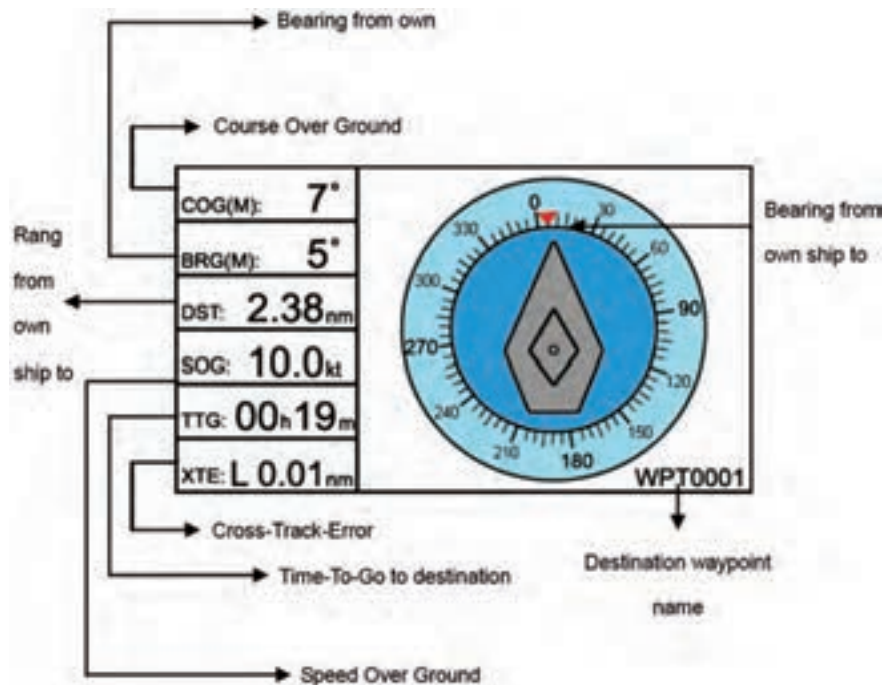 Bearing from own
Course Over Ground
COG(M): 7°
BRG(M): 5°
DST: 2.38nm
SOG: 10.0kt
TTG: 00h19m
XTE: L 0.01nm
Rang
from
own
ship to
0
30
60
90
120
150
180
210
240
270
300
330
WPT0001
Bearing from
own ship to
Cross-Track-Error
Time-To-Go to destination
Speed Over Ground
Destination waypoint
name